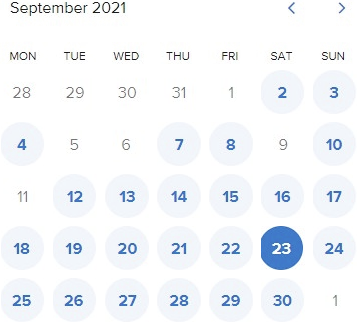 September 2021
MON TUE WED THU FRI SAT SUN
28 29 30 31 1 2 3
4 5 6 7 8 9 10
11 12 13 14 15 16 17
18 19 20 21 22 23 24
25 26 27 28 29 30 1